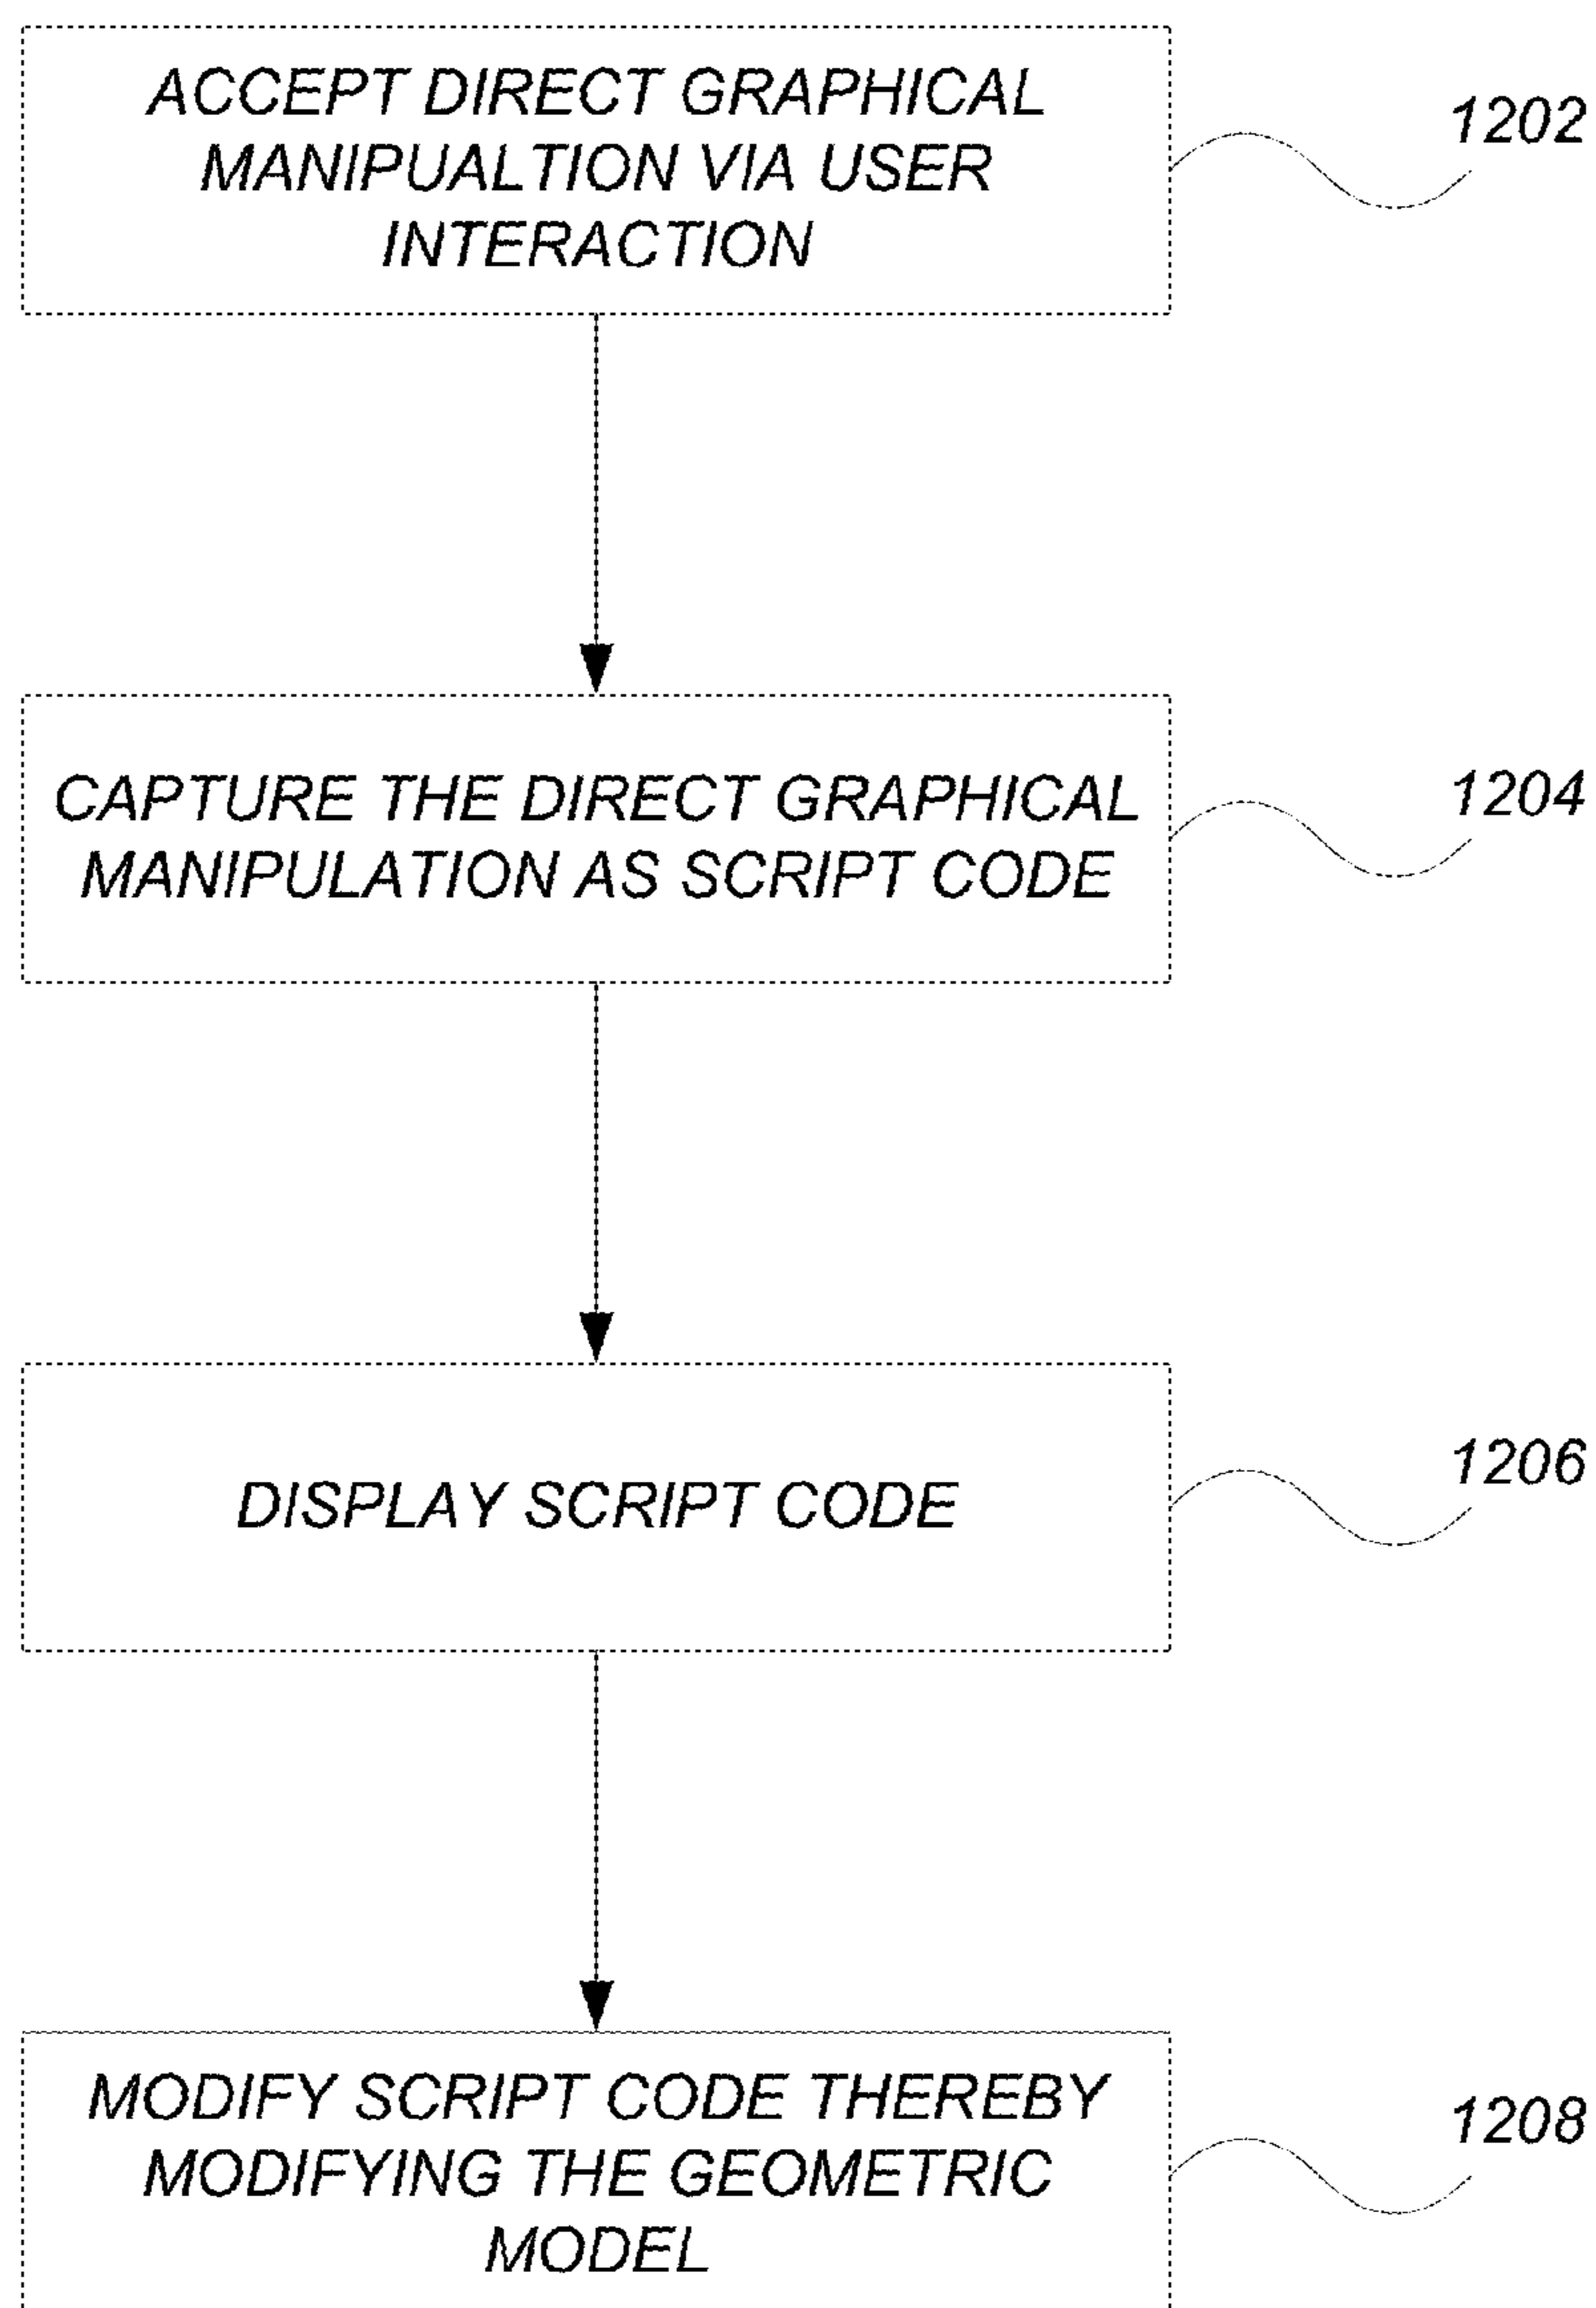 ACCEPT DIRECT GRAPHICAL
MANIPUALTION VIA USER
INTERACTION
1202
CAPTURE THE DIRECT GRAPHICAL
MANIPULATION AS SCRIPT CODE
1204
DISPLAY SCRIPT CODE
1206
MODIFY SCRIPT CODE THEREBY
MODIFYING THE GEOMETRIC
MODEL
1208